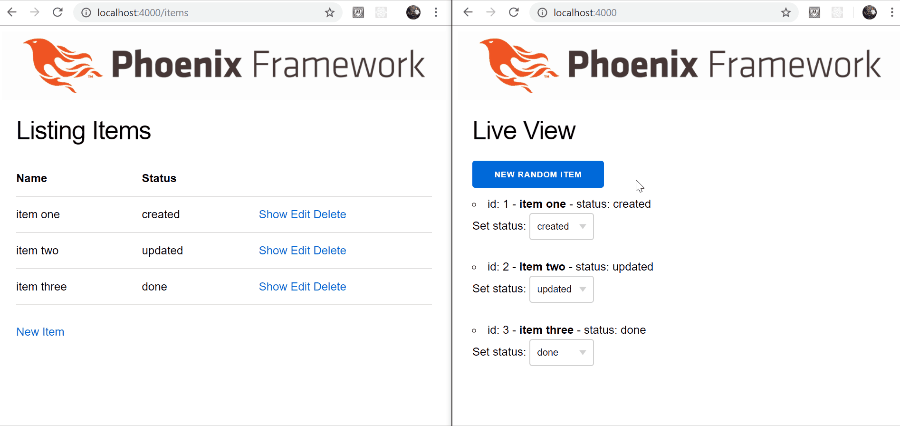 localhost:4000/items
Phoenix Framework
Listing Items
Name Status
item one created Show Edit Delete
item two updated Show Edit Delete
item three done Show Edit Delete
New Item
localhost:4000
Phoenix Framework
Live View
NEW RANDOM ITEM
id: 1 - item one - status: created
Set status: created
id: 2 - item two - status: updated
Set status: updated
id: 3 - item three - status: done
Set status: done